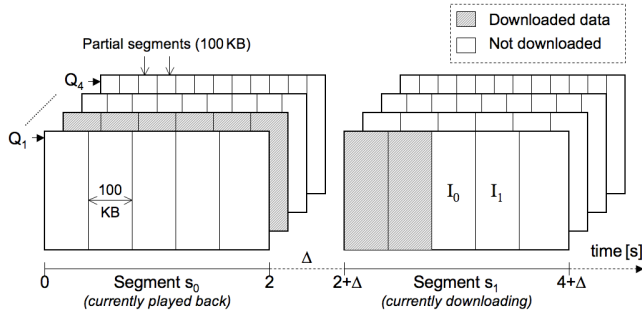 Downloaded data
Not downloaded
Partial segments (100 KB)
Q4
Q1
100
KB
I0
I1
0
Segment s0
(currently played back)
2
Δ
2+Δ
Segment s1
(currently downloading)
4+Δ
time [s]